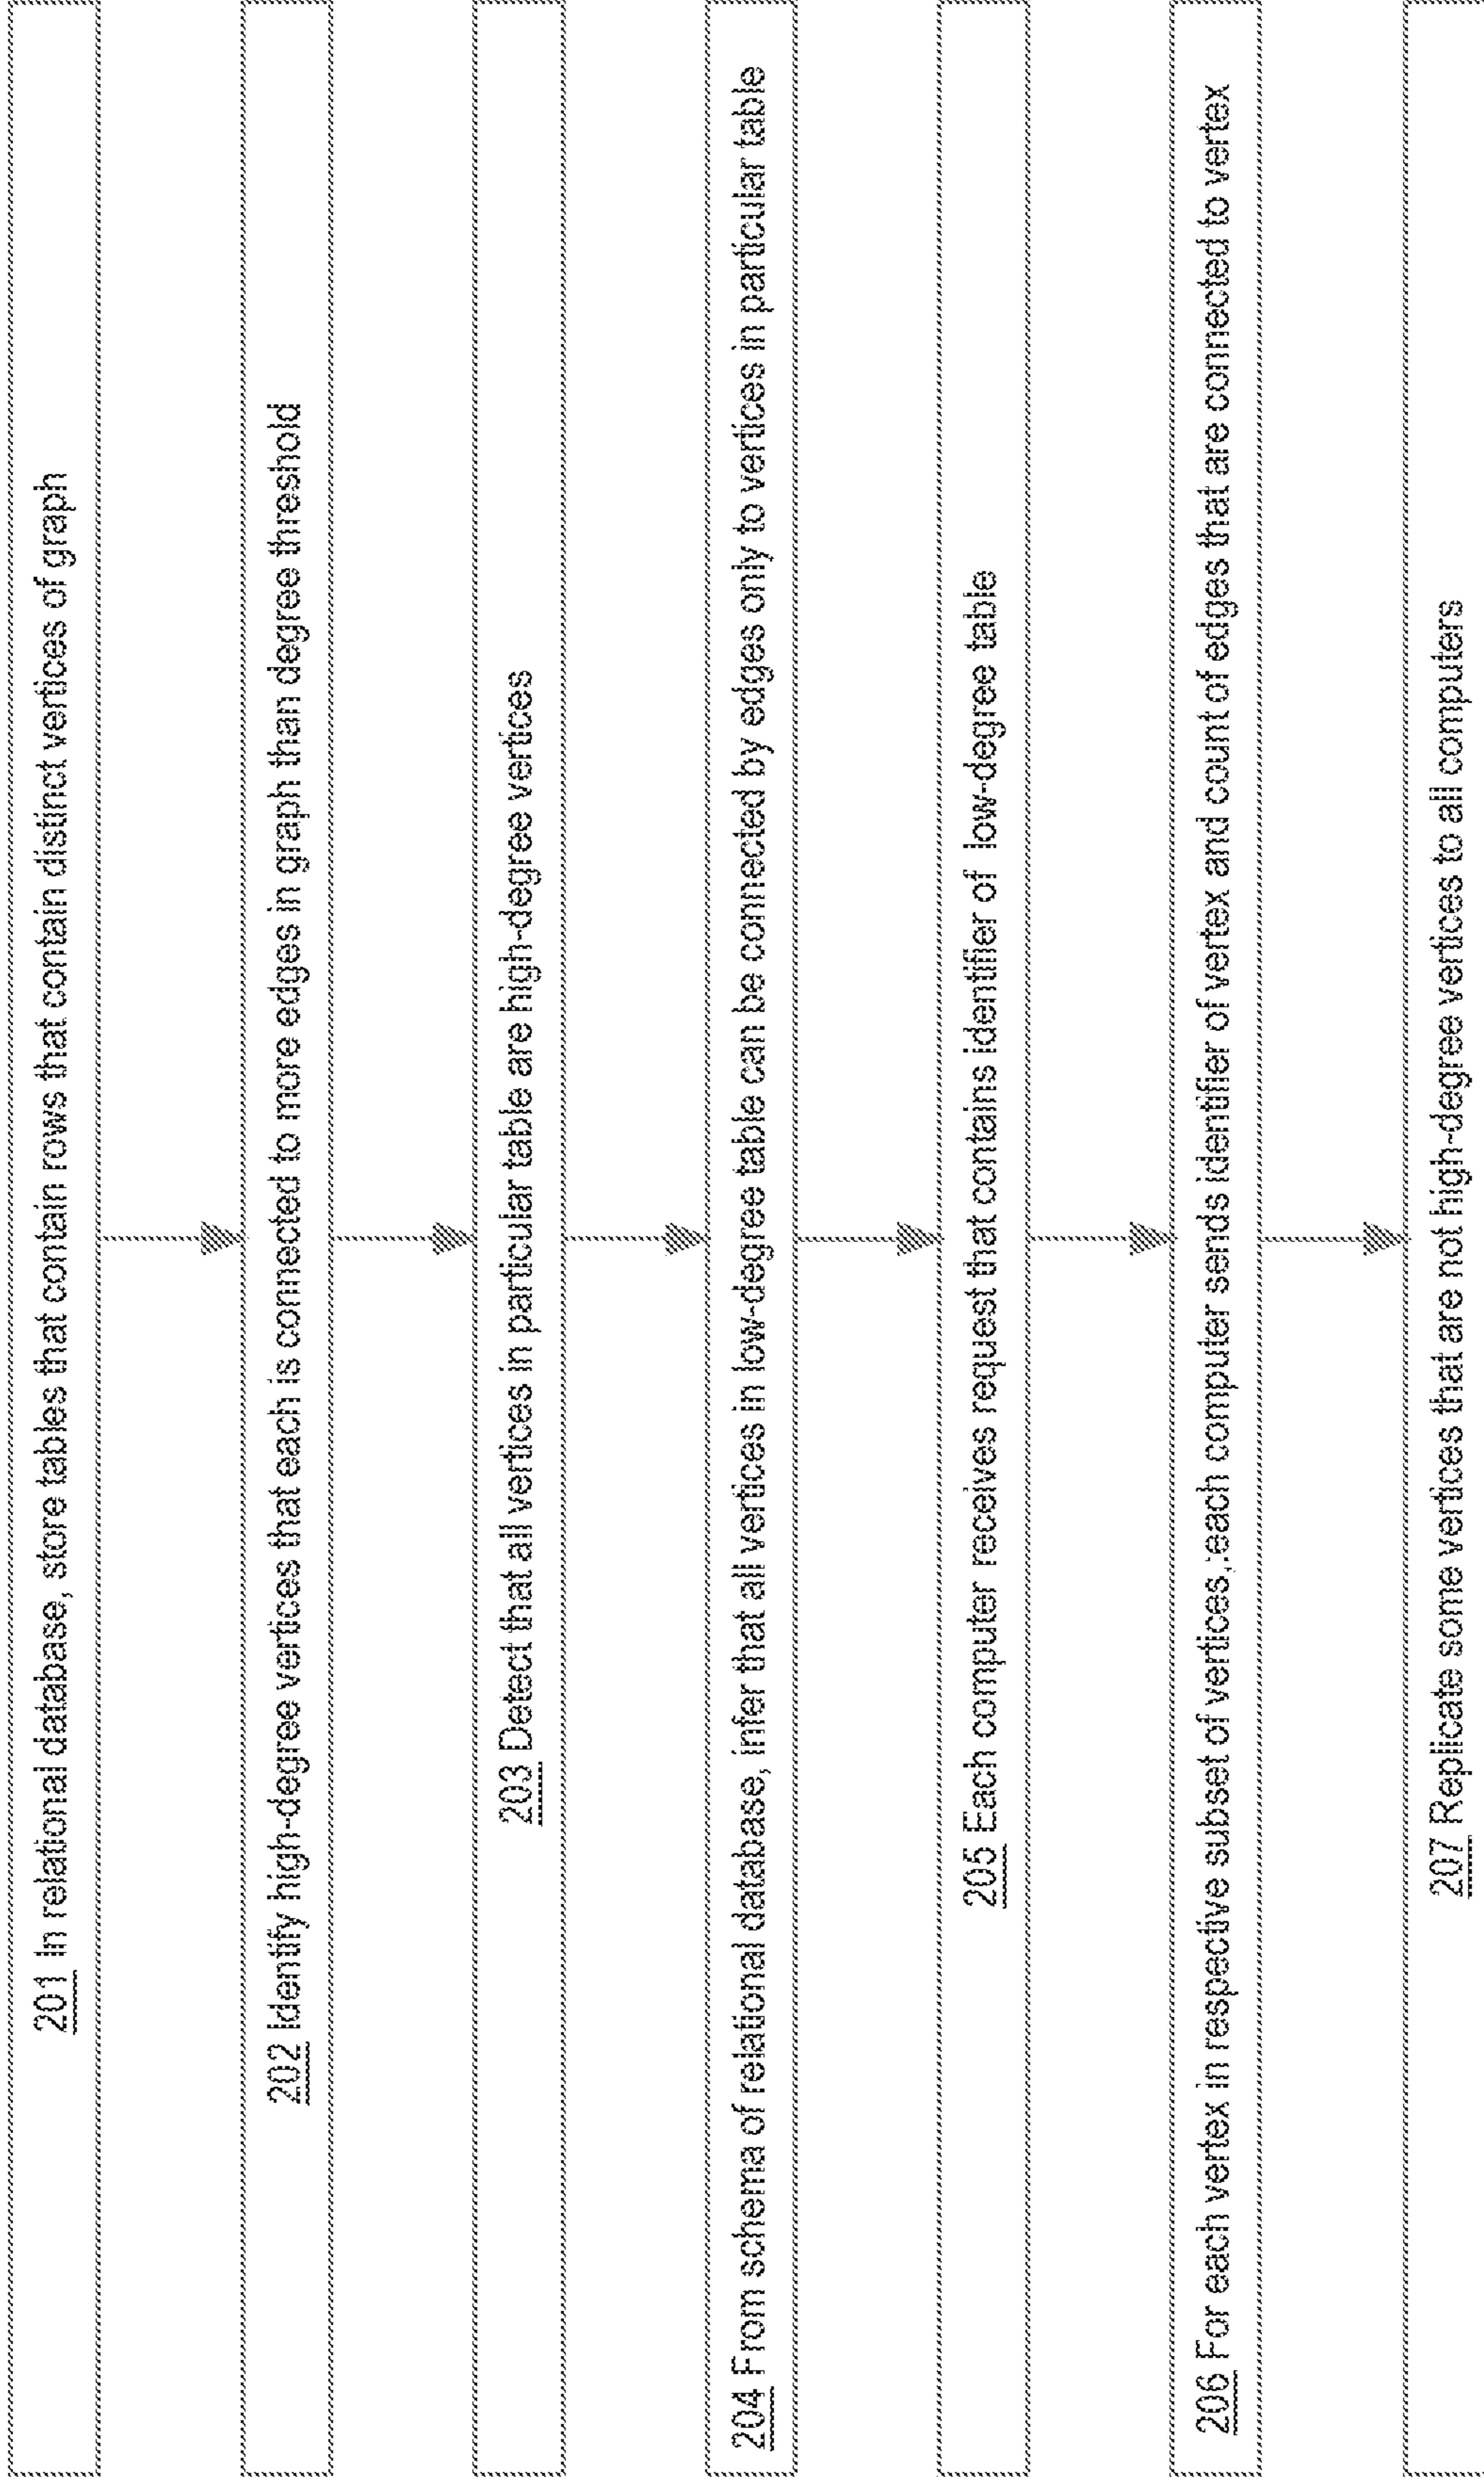 201 In relational database, store tables that contain rows that contain distinct vertices of graph
202 Identify high-degree vertices that each is connected to more edges in graph than degree threshold
203 Detect that all vertices in particular table are high-degree vertices
204 From schema of relational database, infer that all vertices in low-degree table can be connected by edges only to vertices in particular table
205 Each computer receives request that contains identifier of low-degree table
206 For each vertex in respective subset of vertices, each computer sends identifier of vertex and count of edges that are connected to vertex
207 Replicate some vertices that are not high-degree vertices to all computers